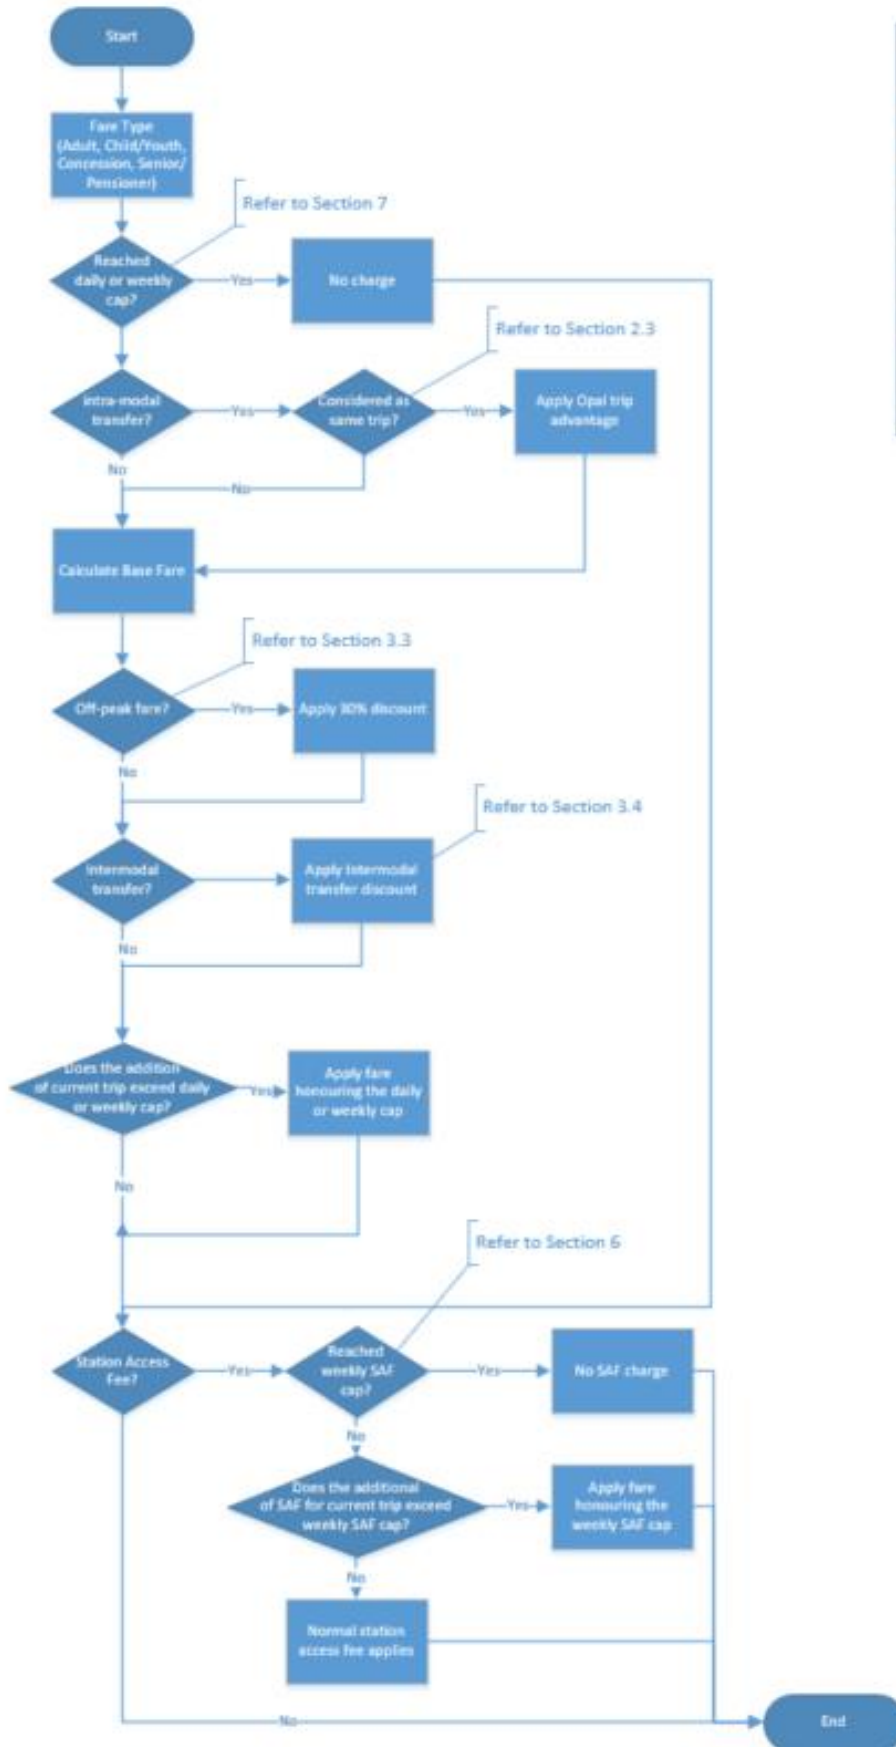 Start
Fare Type
(Adult, Child/Youth,
Concession, Senior/
Pensioner)
Refer to Section 7
Reached
daily or weekly
cap?
Yes
No charge
Refer to Section 2.3
Intra-modal
transfer?
Yes
Considered as
same trip?
Yes
Apply Opal trip
advantage
No
No
Calculate Base Fare
Refer to Section 3.3
Off-peak fare?
Yes
Apply 30% discount
No
Refer to Section 3.4
Intermodal
transfer?
Apply Intermodal
transfer discount
No
Does the addition
of current trip exceed daily
or weekly cap?
Yes
Apply fare
honouring the daily
or weekly cap
No
Refer to Section 6
Station Access
Fee?
Yes
Reached
weekly SAF
cap?
Yes
No SAF charge
No
Does the additional
of SAF for current trip exceed
weekly SAF cap?
Yes
Apply fare
honouring the
weekly SAF cap
No
Normal station
access fee applies
No
End